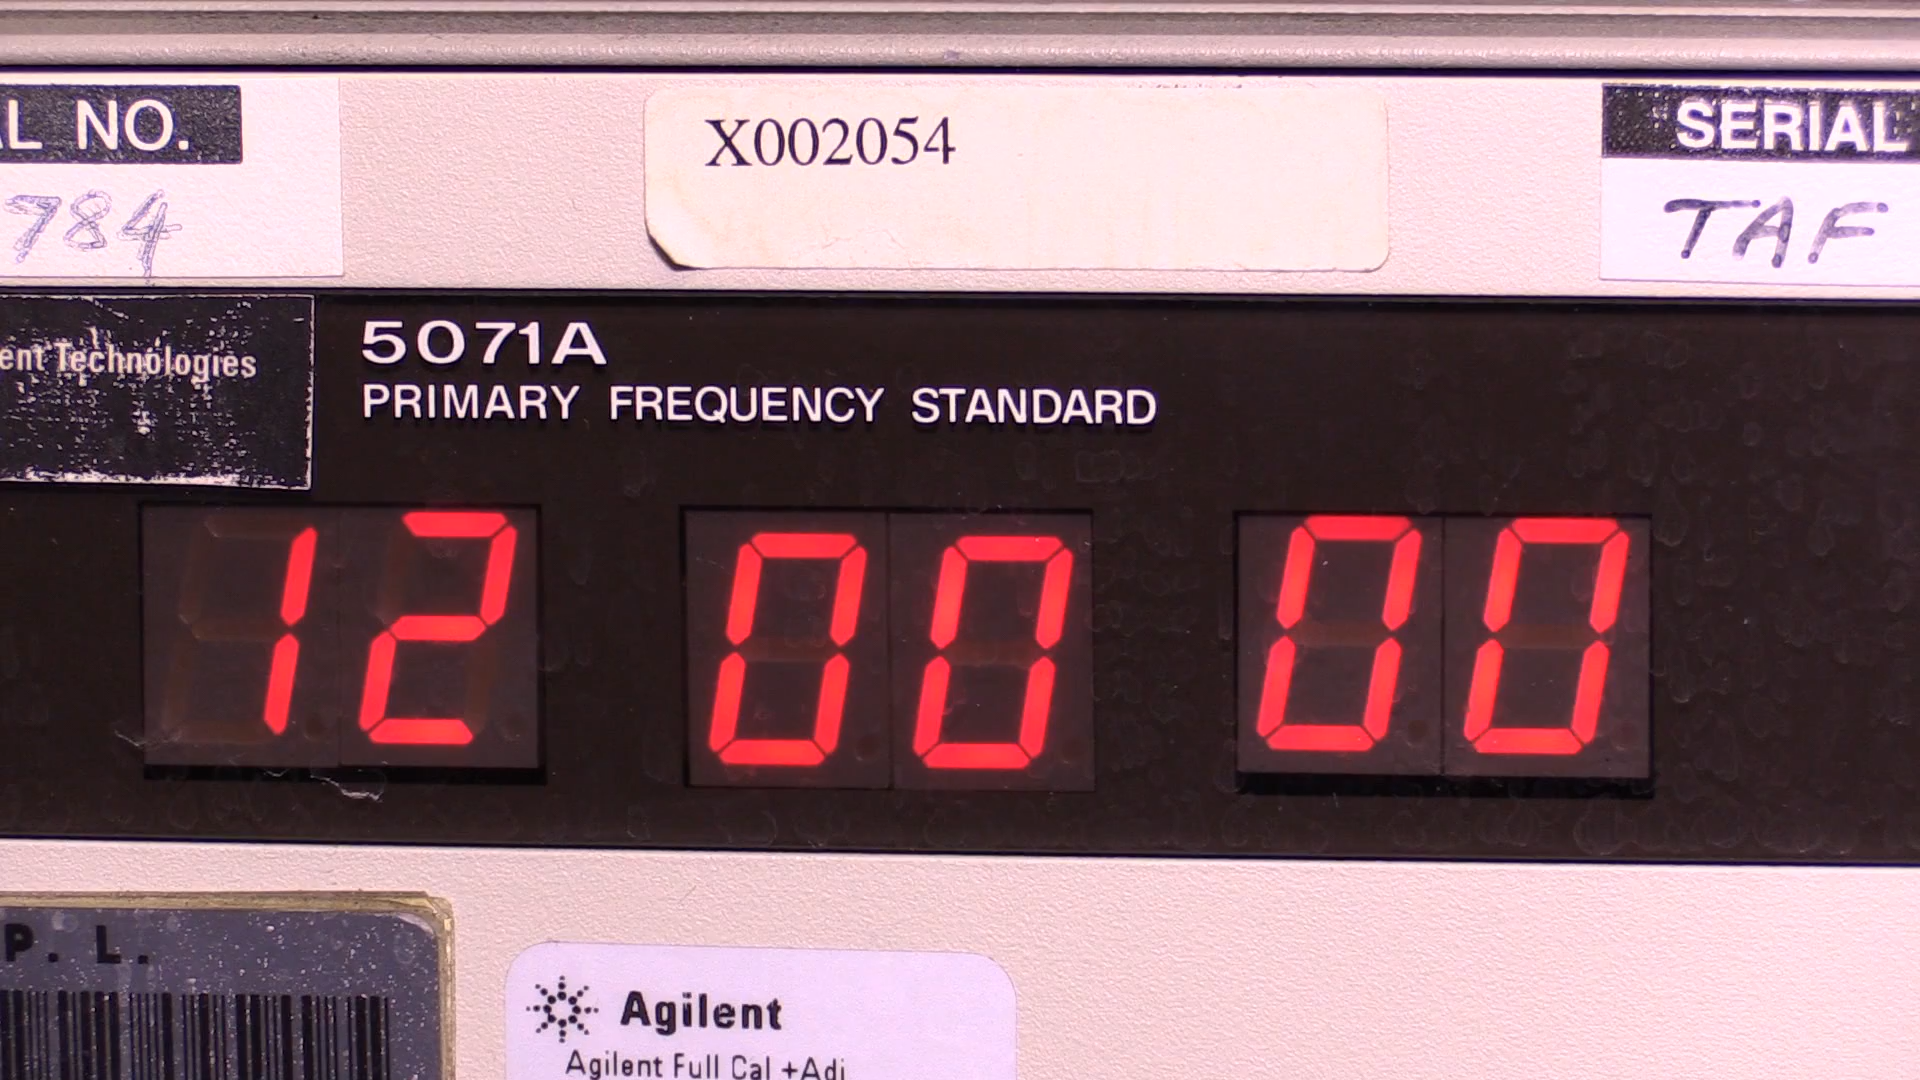 L NO.
X002054
SERIAL
784
TAF
ent Technologies
5071A
PRIMARY FREQUENCY STANDARD
12 00 00
P. L.
Agilent
Agilent Full Cal +Adj